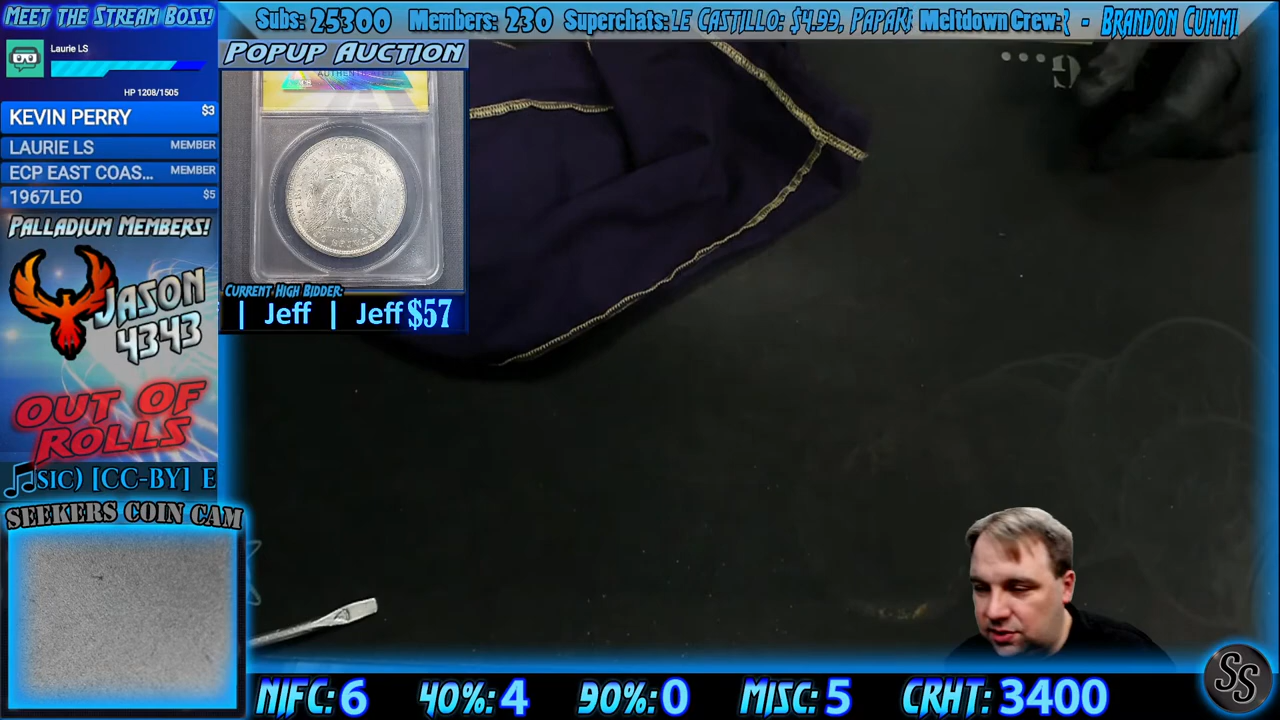 MEET THE STREAM BOSS!
Subs: 25300 Members: 230 Superchats: LE CASTILLO: $4.99, PAPAK Meltdown Crew: - BRANDON CUMMI
Laurie LS
HP 1208/1505
POPUP AUCTION
AUTHENTICATED
KEVIN PERRY $3
LAURIE LS MEMBER
ECP EAST COAS... MEMBER
1967LEO $5
PALLADIUM MEMBERS!
JASON
4343
CURRENT HIGH BIDDER:
| Jeff | Jeff $57
OUT OF
ROLLS
SIC) [CC-BY] E
SEEKERS COIN CAM
NIFC: 6 40%: 4 90%: 0 MISC: 5 CRHT: 3400
SS